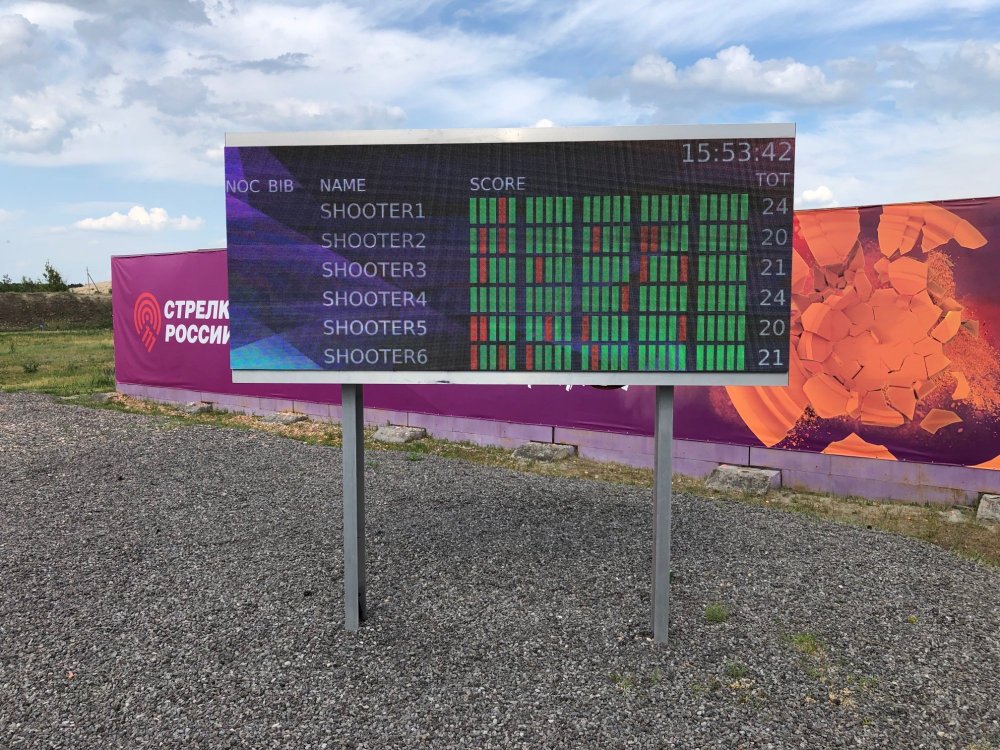 15:53:42
NOC BIB NAME SCORE TOT
SHOOTER1 24
SHOOTER2 20
SHOOTER3 21
SHOOTER4 24
SHOOTER5 20
SHOOTER6 21
СТРЕЛК
РОССИИ